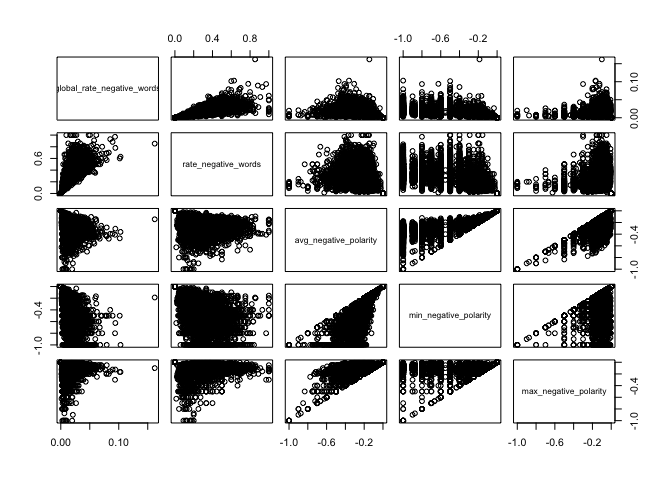 0.0 0.4 0.8
-1.0 -0.6 -0.2
global_rate_negative_words
0.00 0.10
0.0 0.6
rate_negative_words
avg_negative_polarity
-1.0 -0.4
-1.0 -0.4
min_negative_polarity
max_negative_polarity
-1.0 -0.4
0.00 0.10
-1.0 -0.6 -0.2
-1.0 -0.6 -0.2